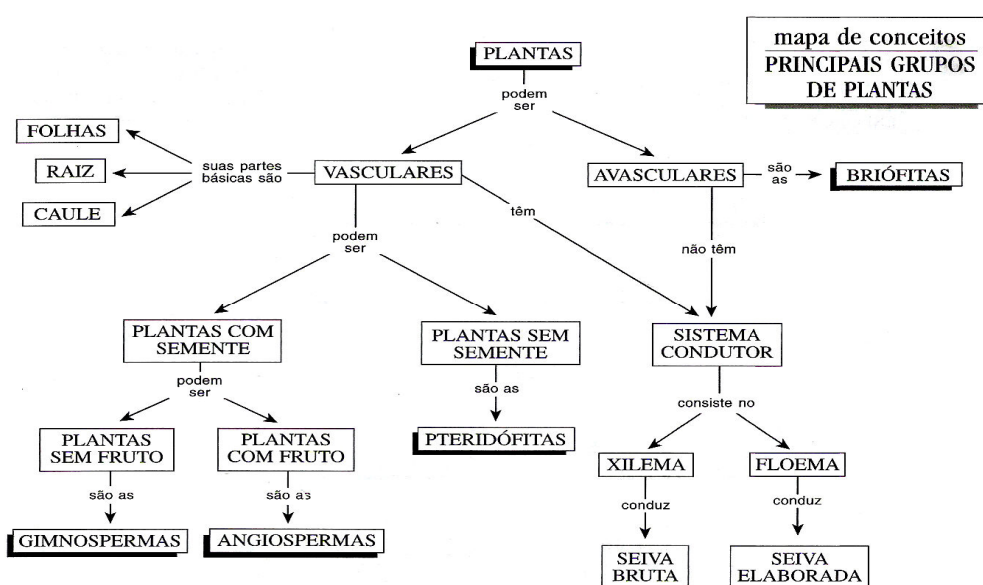 mapa de conceitos
PRINCIPAIS GRUPOS
DE PLANTAS
PLANTAS
podem
ser
FOLHAS
RAIZ
CAULE
suas partes
básicas são
VASCULARES
AVASCULARES
são
as
BRIÓFITAS
têm
não têm
podem
ser
PLANTAS COM
SEMENTE
PLANTAS SEM
SEMENTE
SISTEMA
CONDUTOR
podem
ser
são as
consiste no
PLANTAS
SEM FRUTO
PLANTAS
COM FRUTO
PTERIDÓFITAS
XILEMA
FLOEMA
são as
são as
conduz
conduz
GIMNOSPERMAS
ANGIOSPERMAS
SEIVA
BRUTA
SEIVA
ELABORADA